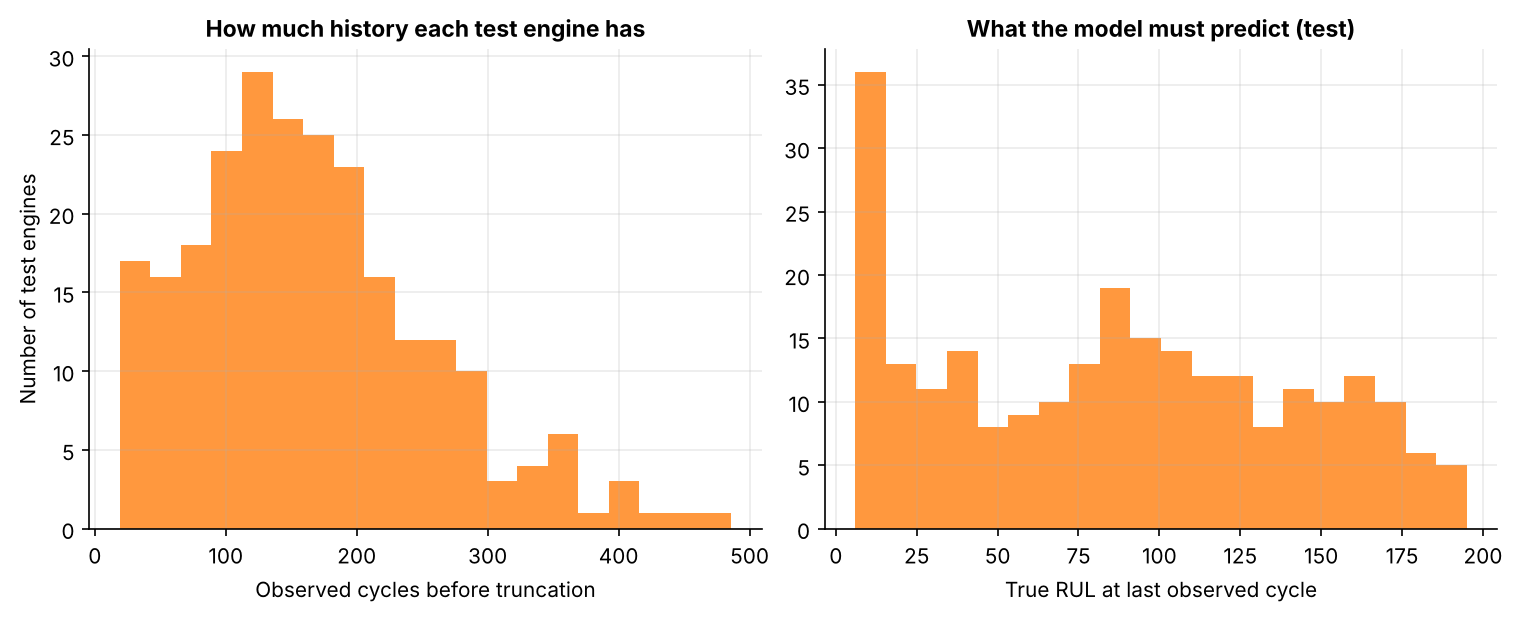 How much history each test engine has
Number of test engines
30
25
20
15
10
5
0
0 100 200 300 400 500
Observed cycles before truncation
What the model must predict (test)
35
30
25
20
15
10
5
0
0 25 50 75 100 125 150 175 200
True RUL at last observed cycle